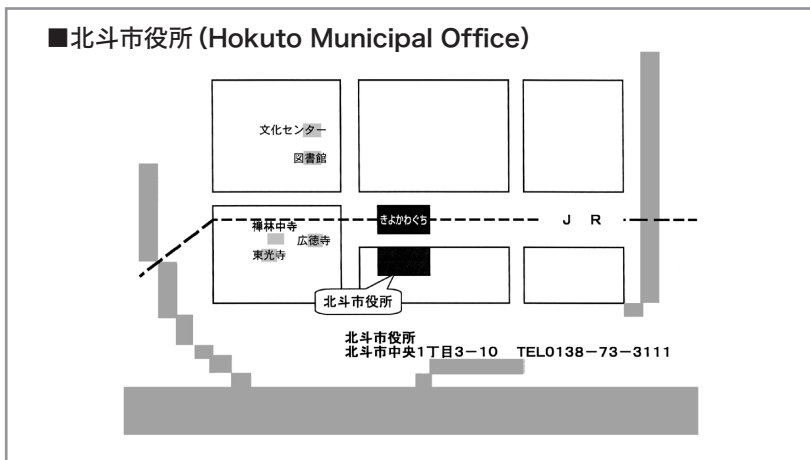 ■北斗市役所(Hokuto Municipal Office)
文化センター
図書館
きよかわぐち
JR
禅林中寺
広徳寺
東光寺
北斗市役所
北斗市役所
北斗市中央1丁目3−10 TEL0138−73−3111